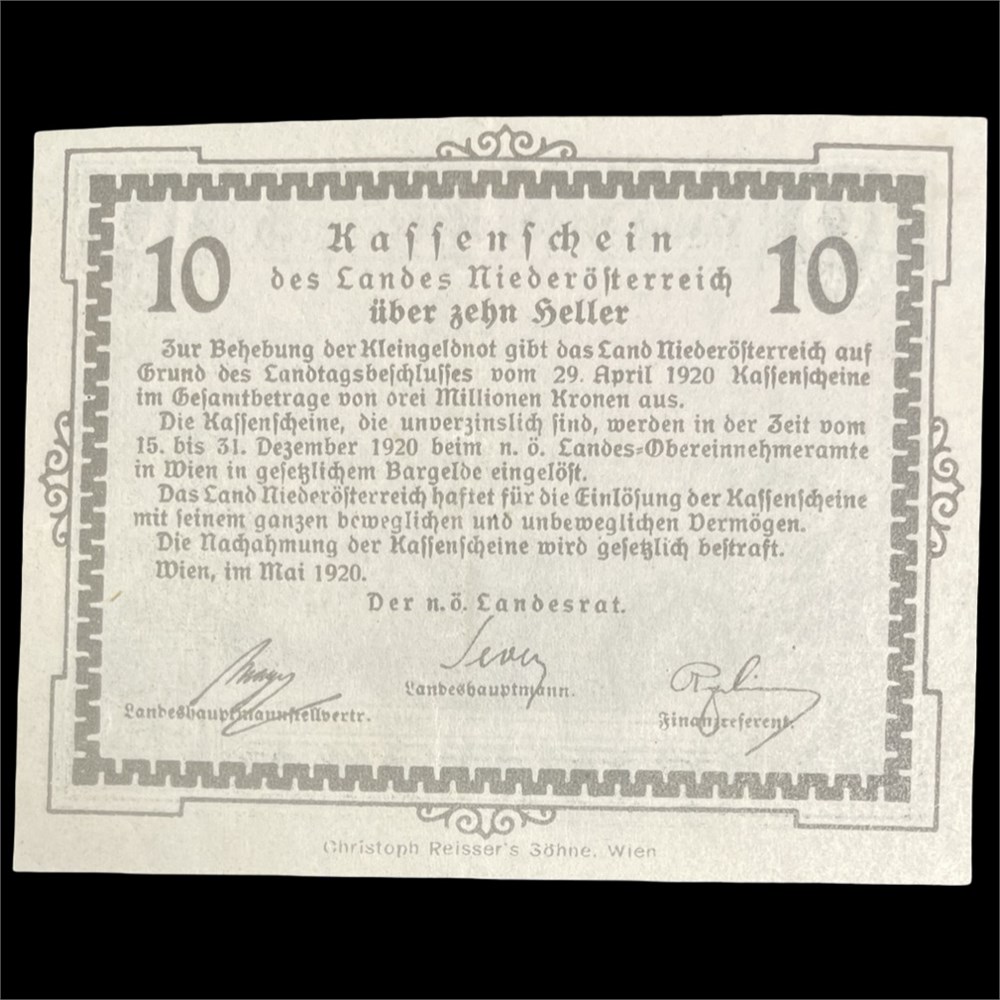 10 Kassenschein 10
des Landes Niederösterreich
über zehn Heller
Zur Behebung der Kleingeldnot gibt das Land Niederösterreich auf
Grund des Landtagsbeschlusses vom 29. April 1920 Kassenscheine
im Gesamtbetrage von drei Millionen Kronen aus.
Die Kassenscheine, die unverzinslich sind, werden in der Zeit vom
15. bis 31. Dezember 1920 beim n. ö. Landes-Obereinnehmeramte
in Wien in gesetzlichem Bargelde eingelöst.
Das Land Niederösterreich haftet für die Einlösung der Kassenscheine
mit seinem ganzen beweglichen und unbeweglichen Vermögen.
Die Nachahmung der Kassenscheine wird gesetzlich bestraft.
Wien, im Mai 1920.
Der n. ö. Landesrat.
Sever
Landeshauptmann.
Mayer
Landeshauptmannstellvertr.
Finanzreferent.
Christoph Reisser's Söhne, Wien